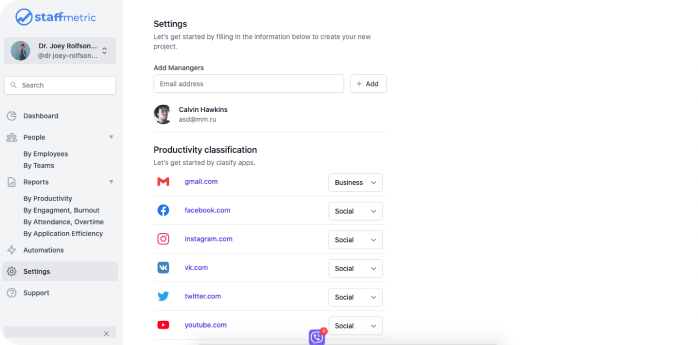 staffmetric
Dr. Joey Rolfson...
@dr joey-rolfson...
Search
Dashboard
People
By Employees
By Teams
Reports
By Productivity
By Engagment, Burnout
By Attendance, Overtime
By Application Efficiency
Automations
Settings
Support
Settings
Let's get started by filling in the information below to create your new
project.
Add Manangers
Email address
+ Add
Calvin Hawkins
asd@mm.ru
Productivity classification
Let's get started by clasify apps.
gmail.com Business
facebook.com Social
instagram.com Social
vk.com Social
twitter.com Social
youtube.com Social